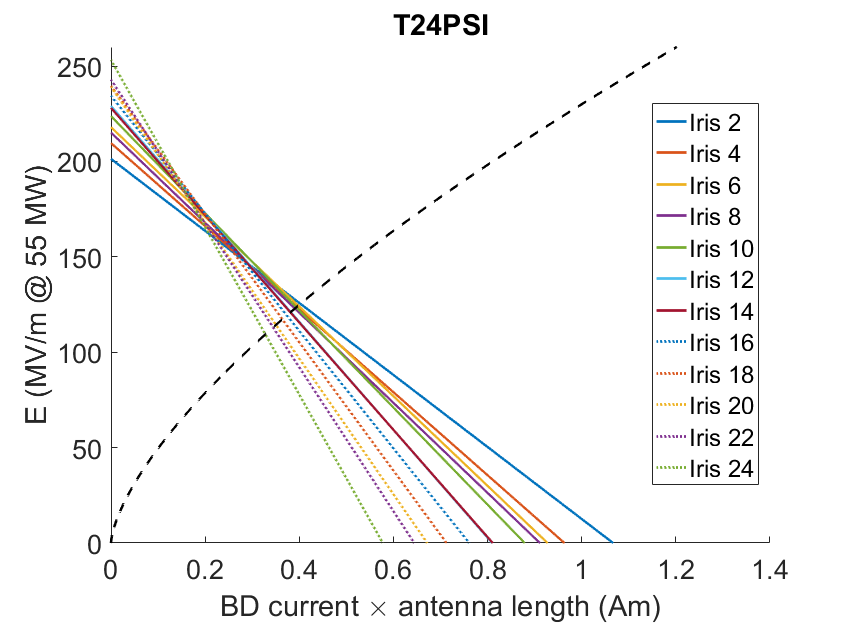 T24PSI
E (MV/m @ 55 MW)
250
200
150
100
50
0
0 0.2 0.4 0.6 0.8 1 1.2 1.4
BD current × antenna length (Am)
Iris 2
Iris 4
Iris 6
Iris 8
Iris 10
Iris 12
Iris 14
Iris 16
Iris 18
Iris 20
Iris 22
Iris 24